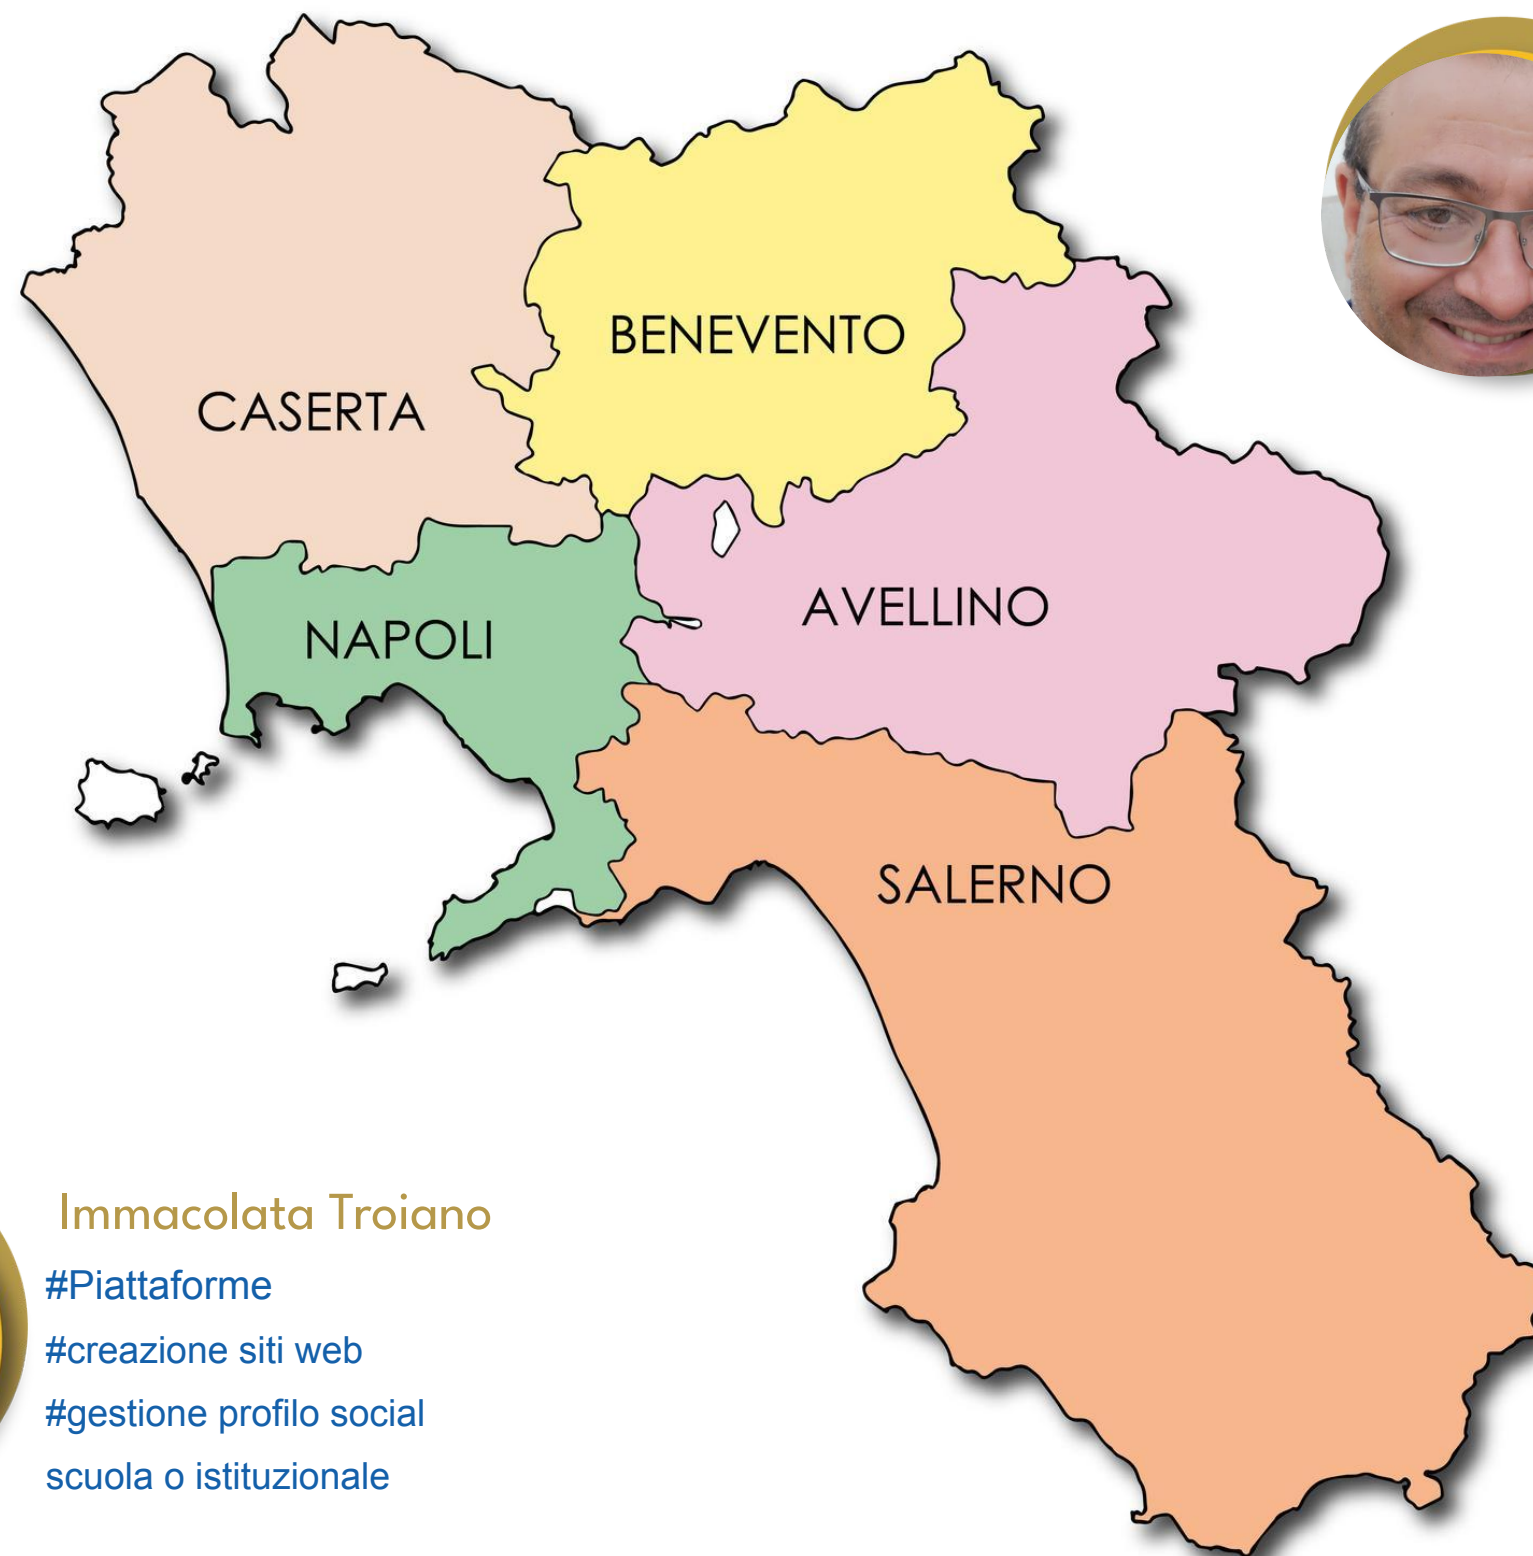 BENEVENTO
CASERTA
AVELLINO
NAPOLI
SALERNO
Immacolata Troiano
#Piattaforme
#creazione siti web
#gestione profilo social
scuola o istituzionale